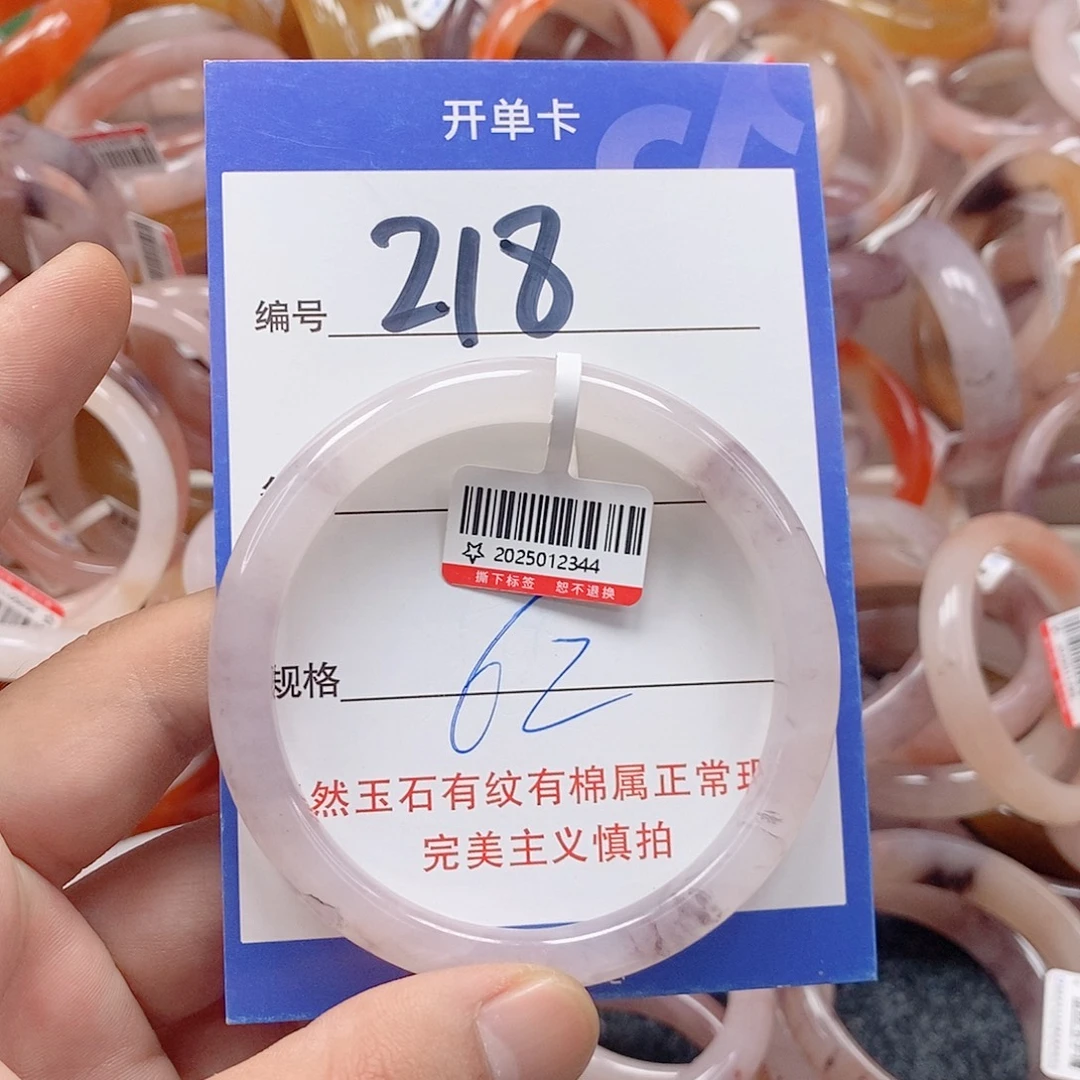 开单卡
编号 218
2025012344
撕下标签 恕不退换
规格 62
然玉石有纹有棉属正常现
完美主义慎拍